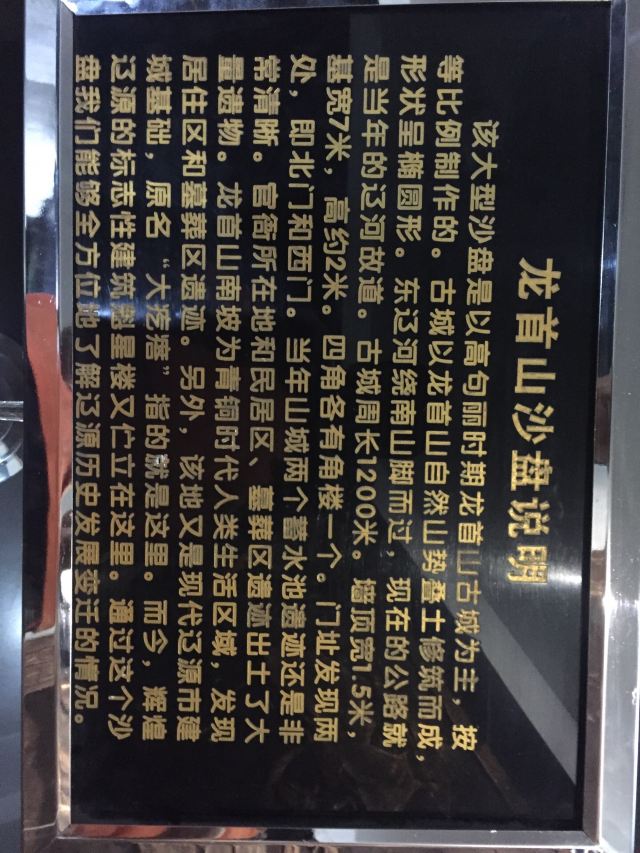 龙首山沙盘说明
该大型沙盘是以高句丽时期龙首山古城为主，按
等比例制作的。古城以龙首山自然山势叠土修筑而成，
形状呈椭圆形。东辽河绕南山脚而过，现在的公路就
是当年的辽河故道。古城周长1200米。墙顶宽1.5米，
基宽7米，高约2米。四角各有角楼一个。门址发现两
处，即北门和西门。当年山城两个蓄水池遗迹还是非
常清晰。官衙所在地和民居区、墓葬区遗迹出土了大
量遗物。龙首山南坡为青铜时代人类生活区域，发现
居住区和墓葬区遗迹。另外，该地又是现代辽源市建
城基础，原名“大疙瘩”指的就是这里。而今，辉煌
辽源的标志性建筑魁星楼又伫立在这里。通过这个沙
盘我们能够全方位地了解辽源历史发展变迁的情况。